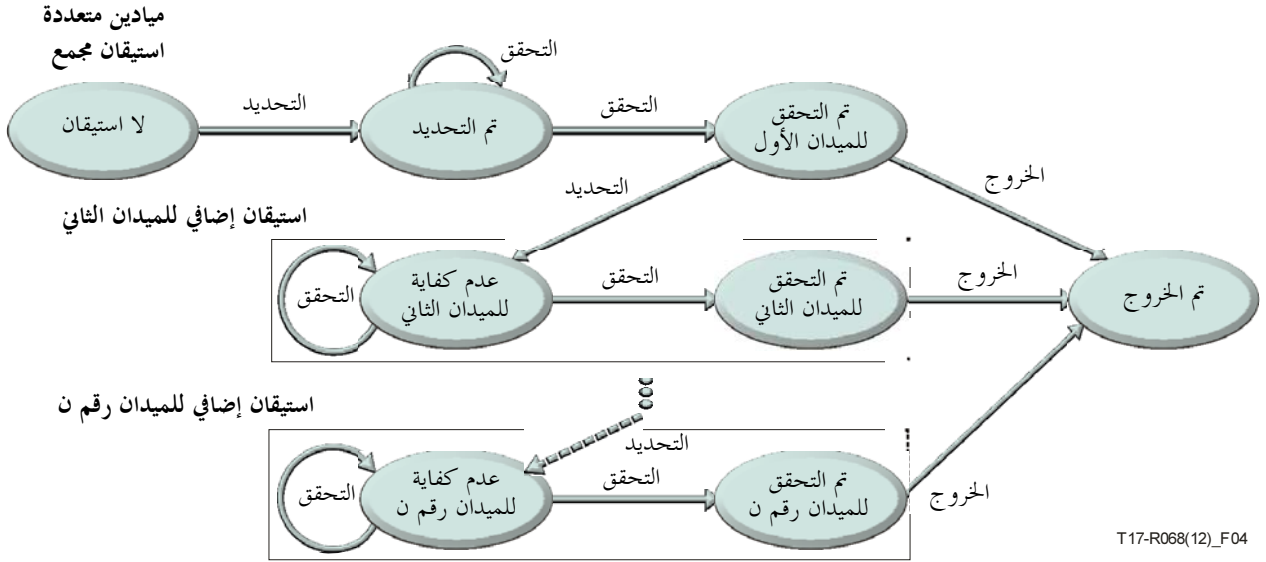 ميادين متعددة
استيقان مجمع
التحقق
لا استيقان
التحديد
تم التحديد
التحقق
تم التحقق
للميدان الأول
التحديد
الخروج
استيقان إضافي للميدان الثاني
التحقق
عدم كفاية
للميدان الثاني
التحقق
تم التحقق
للميدان الثاني
الخروج
تم الخروج
استيقان إضافي للميدان رقم ن
التحديد
التحقق
عدم كفاية
للميدان رقم ن
التحقق
تم التحقق
للميدان رقم ن
الخروج
T17-R068(12)_F04